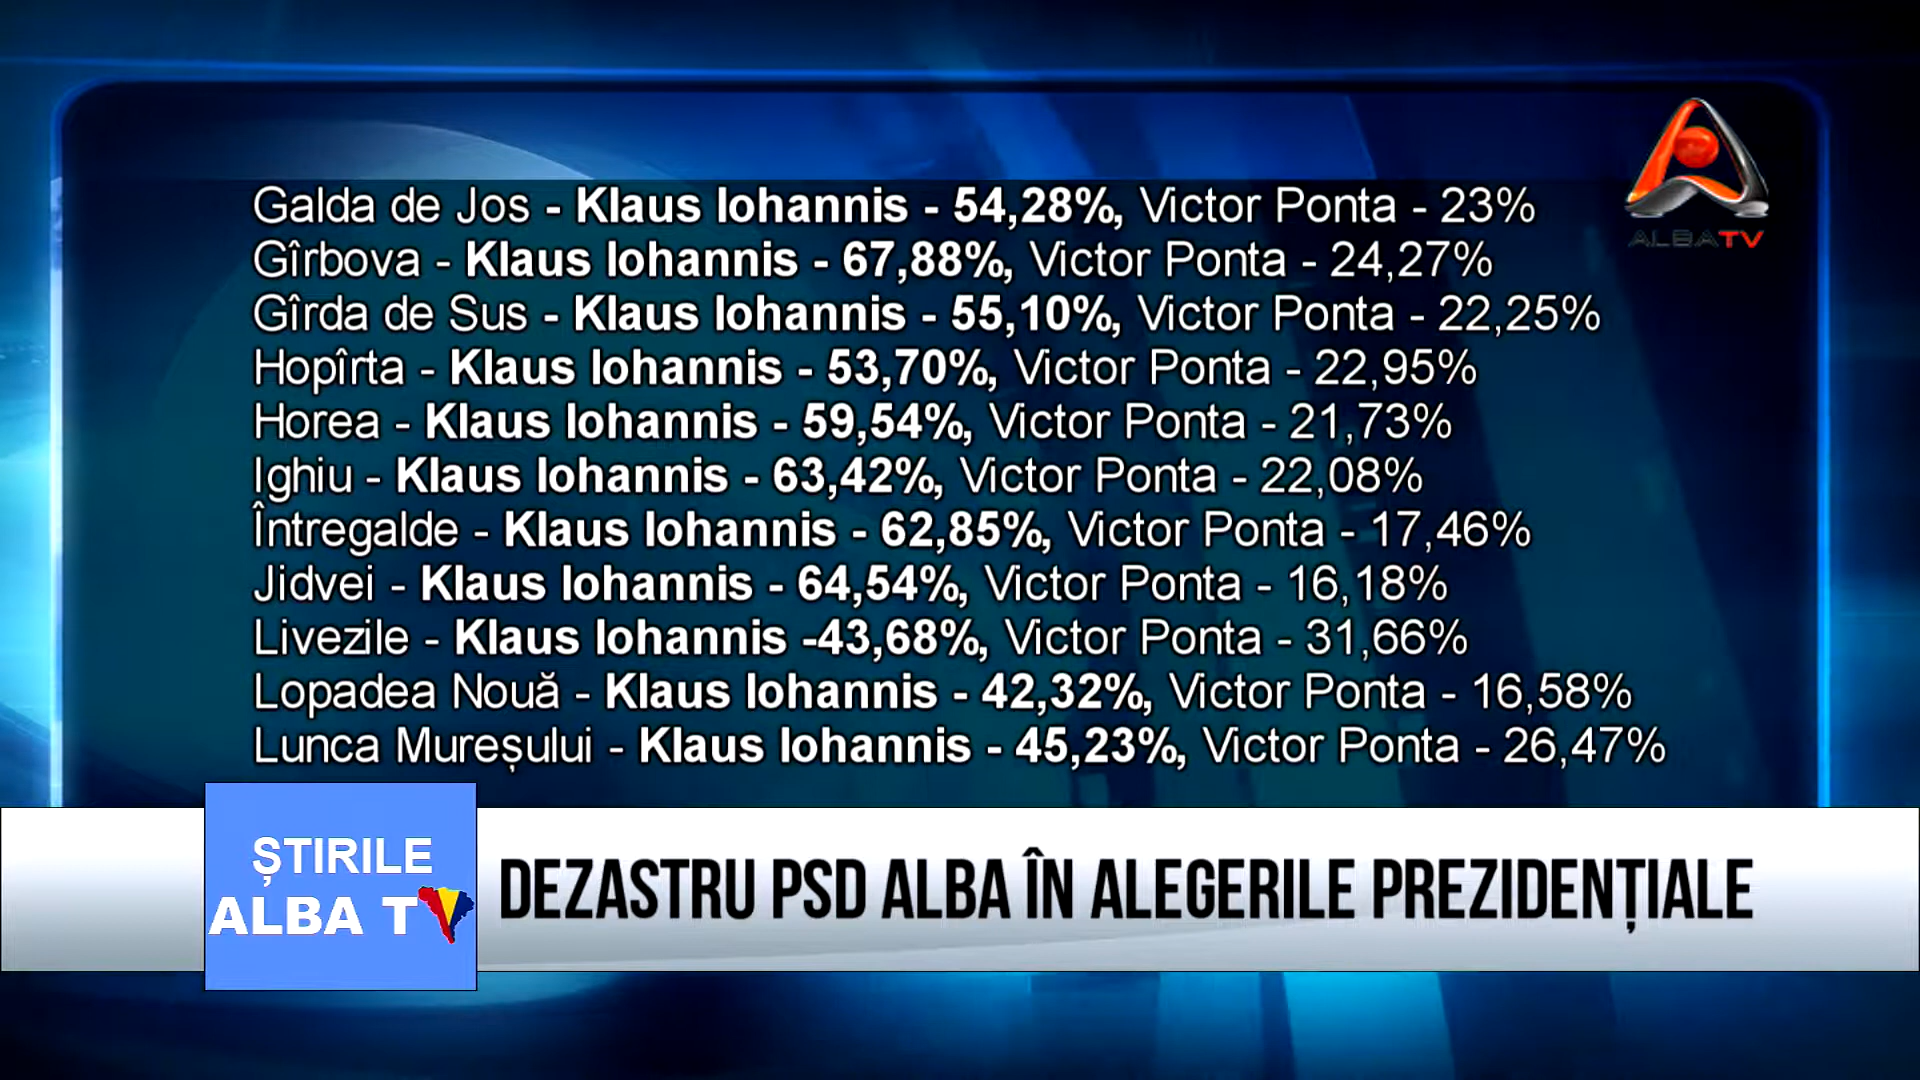 Galda de Jos - Klaus Iohannis - 54,28%, Victor Ponta - 23%
Gîrbova - Klaus Iohannis - 67,88%, Victor Ponta - 24,27%
Gîrda de Sus - Klaus Iohannis - 55,10%, Victor Ponta - 22,25%
Hopîrta - Klaus Iohannis - 53,70%, Victor Ponta - 22,95%
Horea - Klaus Iohannis - 59,54%, Victor Ponta - 21,73%
Ighiu - Klaus Iohannis - 63,42%, Victor Ponta - 22,08%
Întregalde - Klaus Iohannis - 62,85%, Victor Ponta - 17,46%
Jidvei - Klaus Iohannis - 64,54%, Victor Ponta - 16,18%
Livezile - Klaus Iohannis -43,68%, Victor Ponta - 31,66%
Lopadea Nouă - Klaus Iohannis - 42,32%, Victor Ponta - 16,58%
Lunca Mureșului - Klaus Iohannis - 45,23%, Victor Ponta - 26,47%
ALBA TV
ȘTIRILE
ALBA TV
DEZASTRU PSD ALBA ÎN ALEGERILE PREZIDENȚIALE